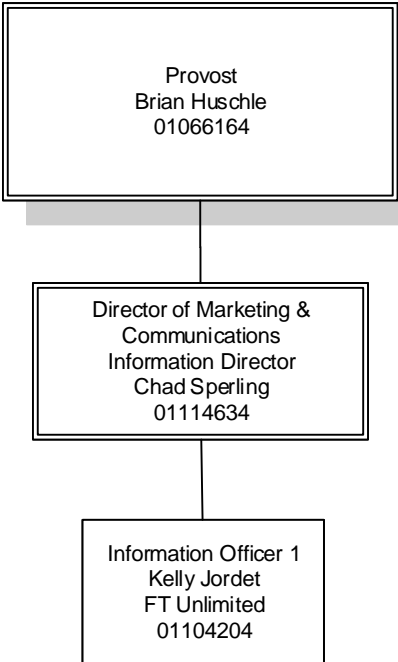 Provost
Brian Huschle
01066164
Director of Marketing &
Communications
Information Director
Chad Sperling
01114634
Information Officer 1
Kelly Jordet
FT Unlimited
01104204